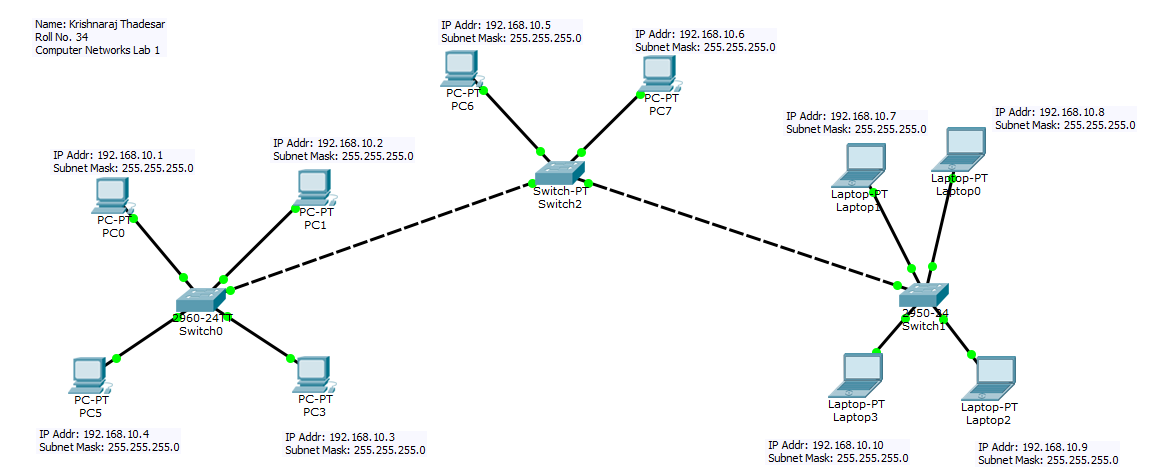 Name: Krishnaraj Thadesar
Roll No. 34
Computer Networks Lab 1
IP Addr: 192.168.10.5
Subnet Mask: 255.255.255.0
PC-PT
PC6
IP Addr: 192.168.10.6
Subnet Mask: 255.255.255.0
PC-PT
PC7
IP Addr: 192.168.10.7
Subnet Mask: 255.255.255.0
Laptop-PT
Laptop1
IP Addr: 192.168.10.8
Subnet Mask: 255.255.255.0
Laptop-PT
Laptop0
IP Addr: 192.168.10.1
Subnet Mask: 255.255.255.0
PC-PT
PC0
IP Addr: 192.168.10.2
Subnet Mask: 255.255.255.0
PC-PT
PC1
Switch-PT
Switch2
2960-24TT
Switch0
2950-24
Switch1
PC-PT
PC5
IP Addr: 192.168.10.4
Subnet Mask: 255.255.255.0
PC-PT
PC3
IP Addr: 192.168.10.3
Subnet Mask: 255.255.255.0
Laptop-PT
Laptop3
IP Addr: 192.168.10.10
Subnet Mask: 255.255.255.0
Laptop-PT
Laptop2
IP Addr: 192.168.10.9
Subnet Mask: 255.255.255.0